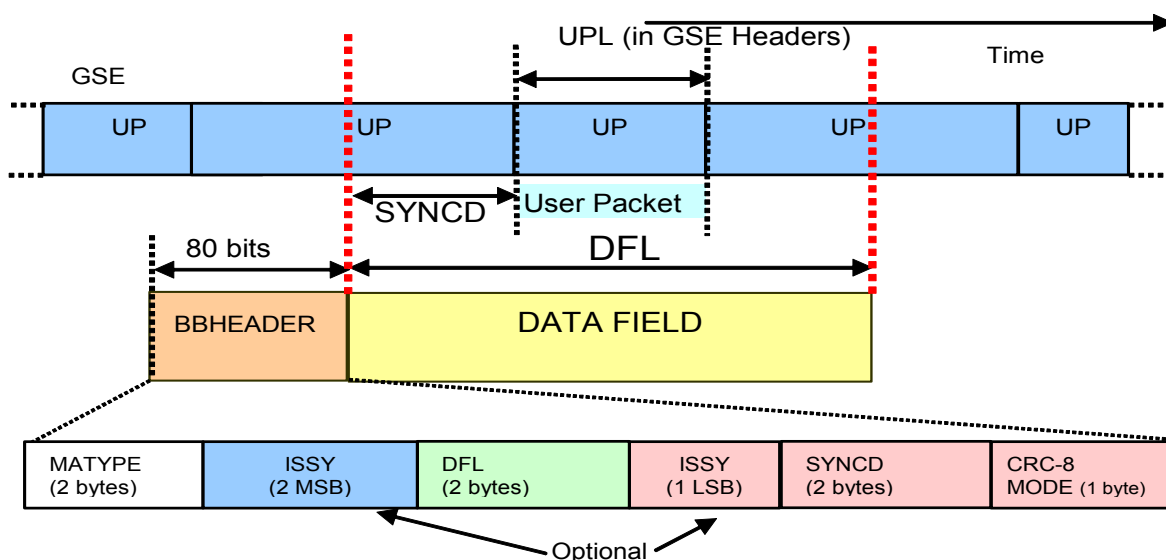 UPL (in GSE Headers)
Time
GSE
UP
UP
UP
UP
UP
SYNCD
User Packet
80 bits
DFL
BBHEADER
DATA FIELD
MATYPE
(2 bytes)
ISSY
(2 MSB)
DFL
(2 bytes)
ISSY
(1 LSB)
SYNCD
(2 bytes)
CRC-8
MODE (1 byte)
Optional